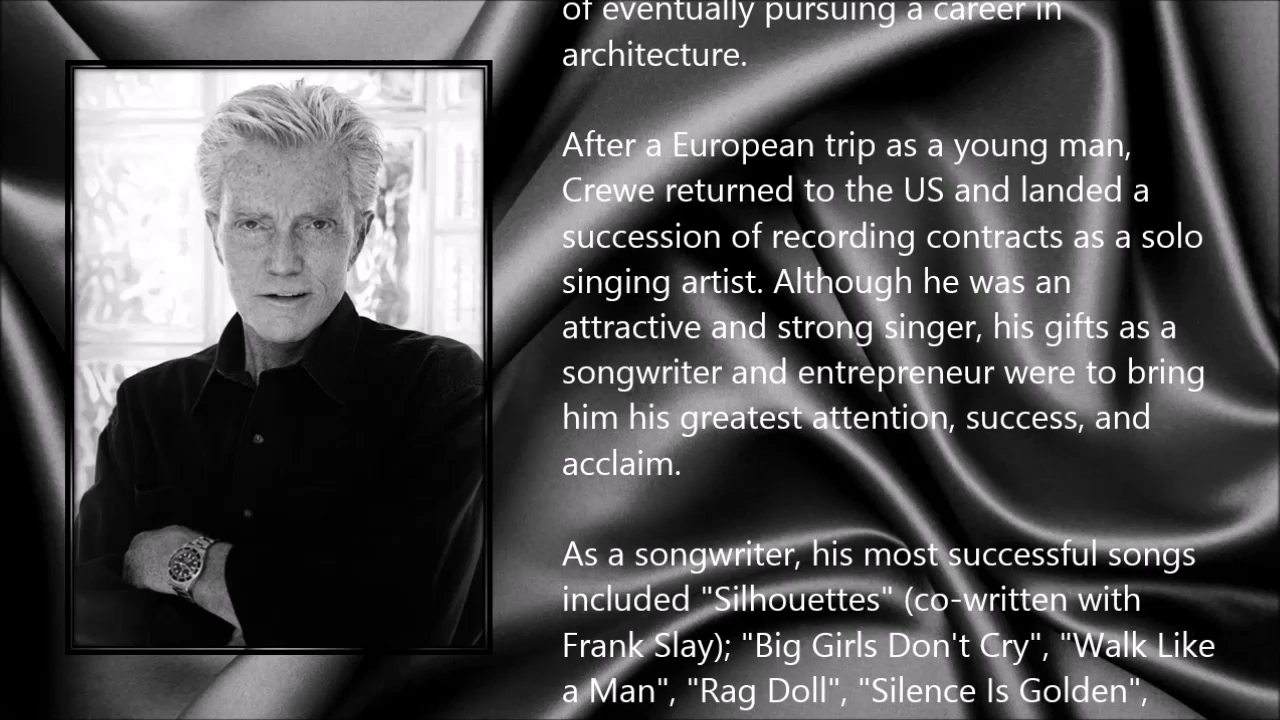 of eventually pursuing a career in
architecture.
After a European trip as a young man,
Crewe returned to the US and landed a
succession of recording contracts as a solo
singing artist. Although he was an
attractive and strong singer, his gifts as a
songwriter and entrepreneur were to bring
him his greatest attention, success, and
acclaim.
As a songwriter, his most successful songs
included "Silhouettes" (co-written with
Frank Slay); "Big Girls Don't Cry", "Walk Like
a Man", "Rag Doll", "Silence Is Golden",